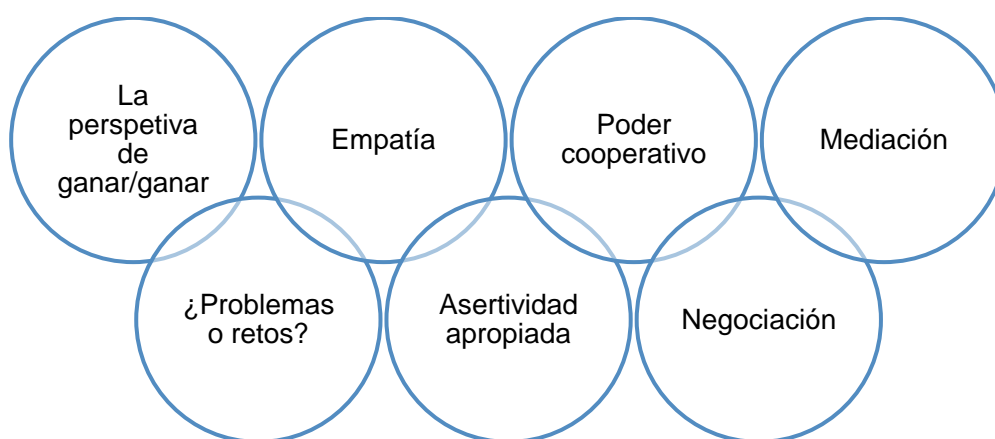 La
perspetiva
de
ganar/ganar
Empatía
Poder
cooperativo
Mediación
¿Problemas
o retos?
Asertividad
apropiada
Negociación